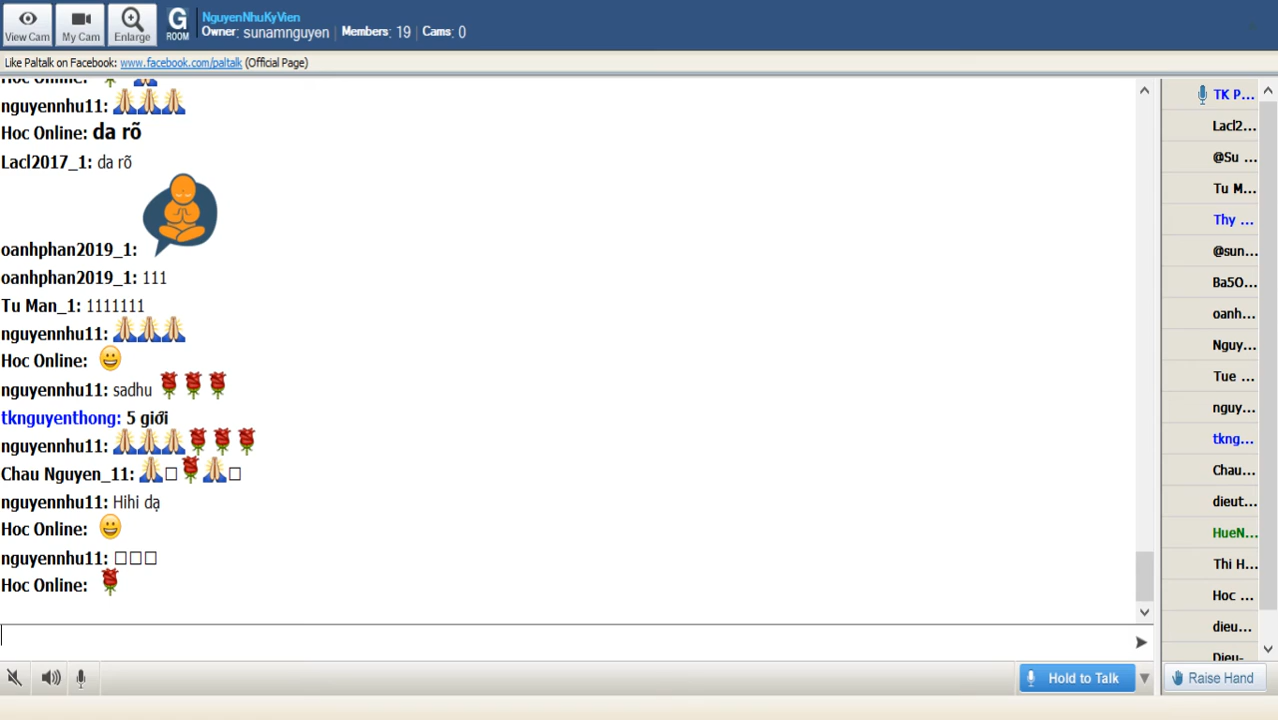 View Cam
My Cam
Enlarge
G
ROOM
NguyenNhuKyVien
Owner: sunamnguyen Members: 19 Cams: 0
Like Paltalk on Facebook: www.facebook.com/paltalk (Official Page)
Hoc Online:
nguyennhu11: 🙏🙏🙏
Hoc Online: da rõ
Lacl2017_1: da rõ
oanhphan2019_1:
oanhphan2019_1: 111
Tu Man_1: 1111111
nguyennhu11: 🙏🙏🙏
Hoc Online: 😀
nguyennhu11: sadhu 🌹🌹🌹
tknguyenthong: 5 giới
nguyennhu11: 🙏🙏🙏🌹🌹🌹
Chau Nguyen_11: 🙏□🌹🙏□
nguyennhu11: Hihi dạ
Hoc Online: 😀
nguyennhu11: □□□
Hoc Online: 🌹
TK P...
Lacl2...
@Su ...
Tu M...
Thy ...
@sun...
Ba5O...
oanh...
Nguy...
Tue ...
nguy...
tkng...
Chau...
dieut...
HueN...
Thi H...
Hoc ...
dieu...
Dieu-
Hold to Talk
Raise Hand